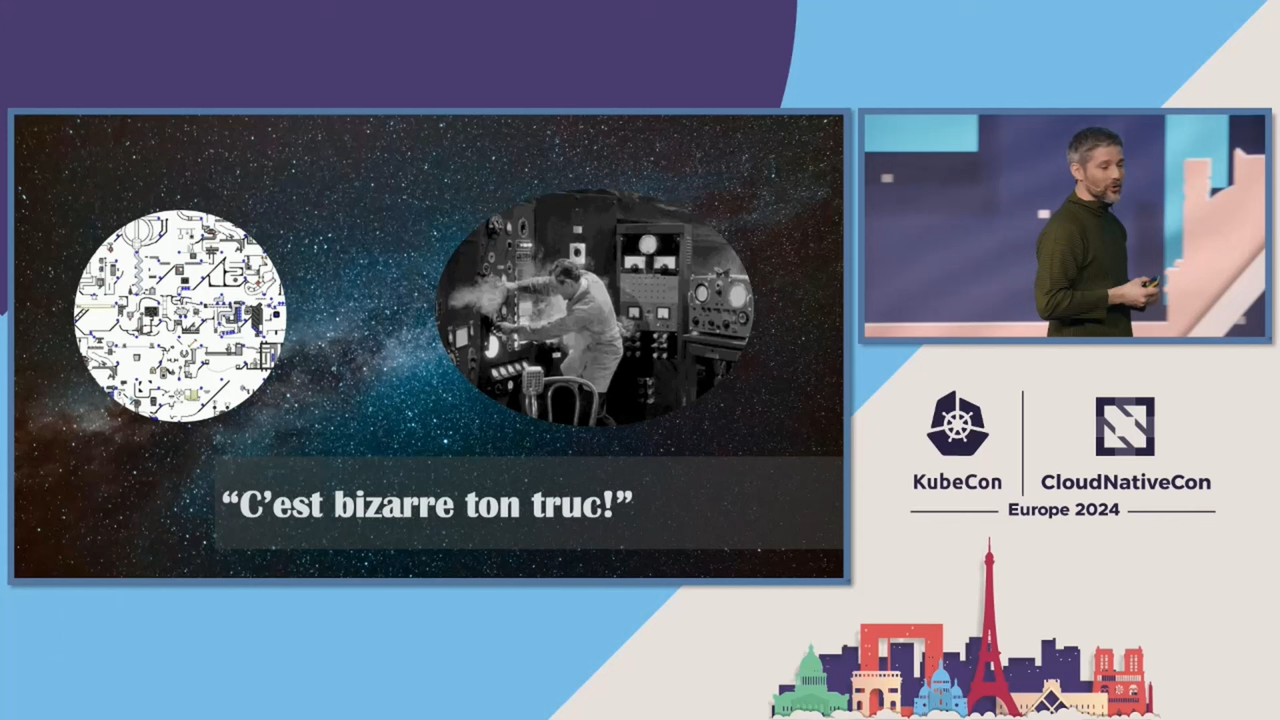 “C’est bizarre ton truc!”
KubeCon
CloudNativeCon
Europe 2024